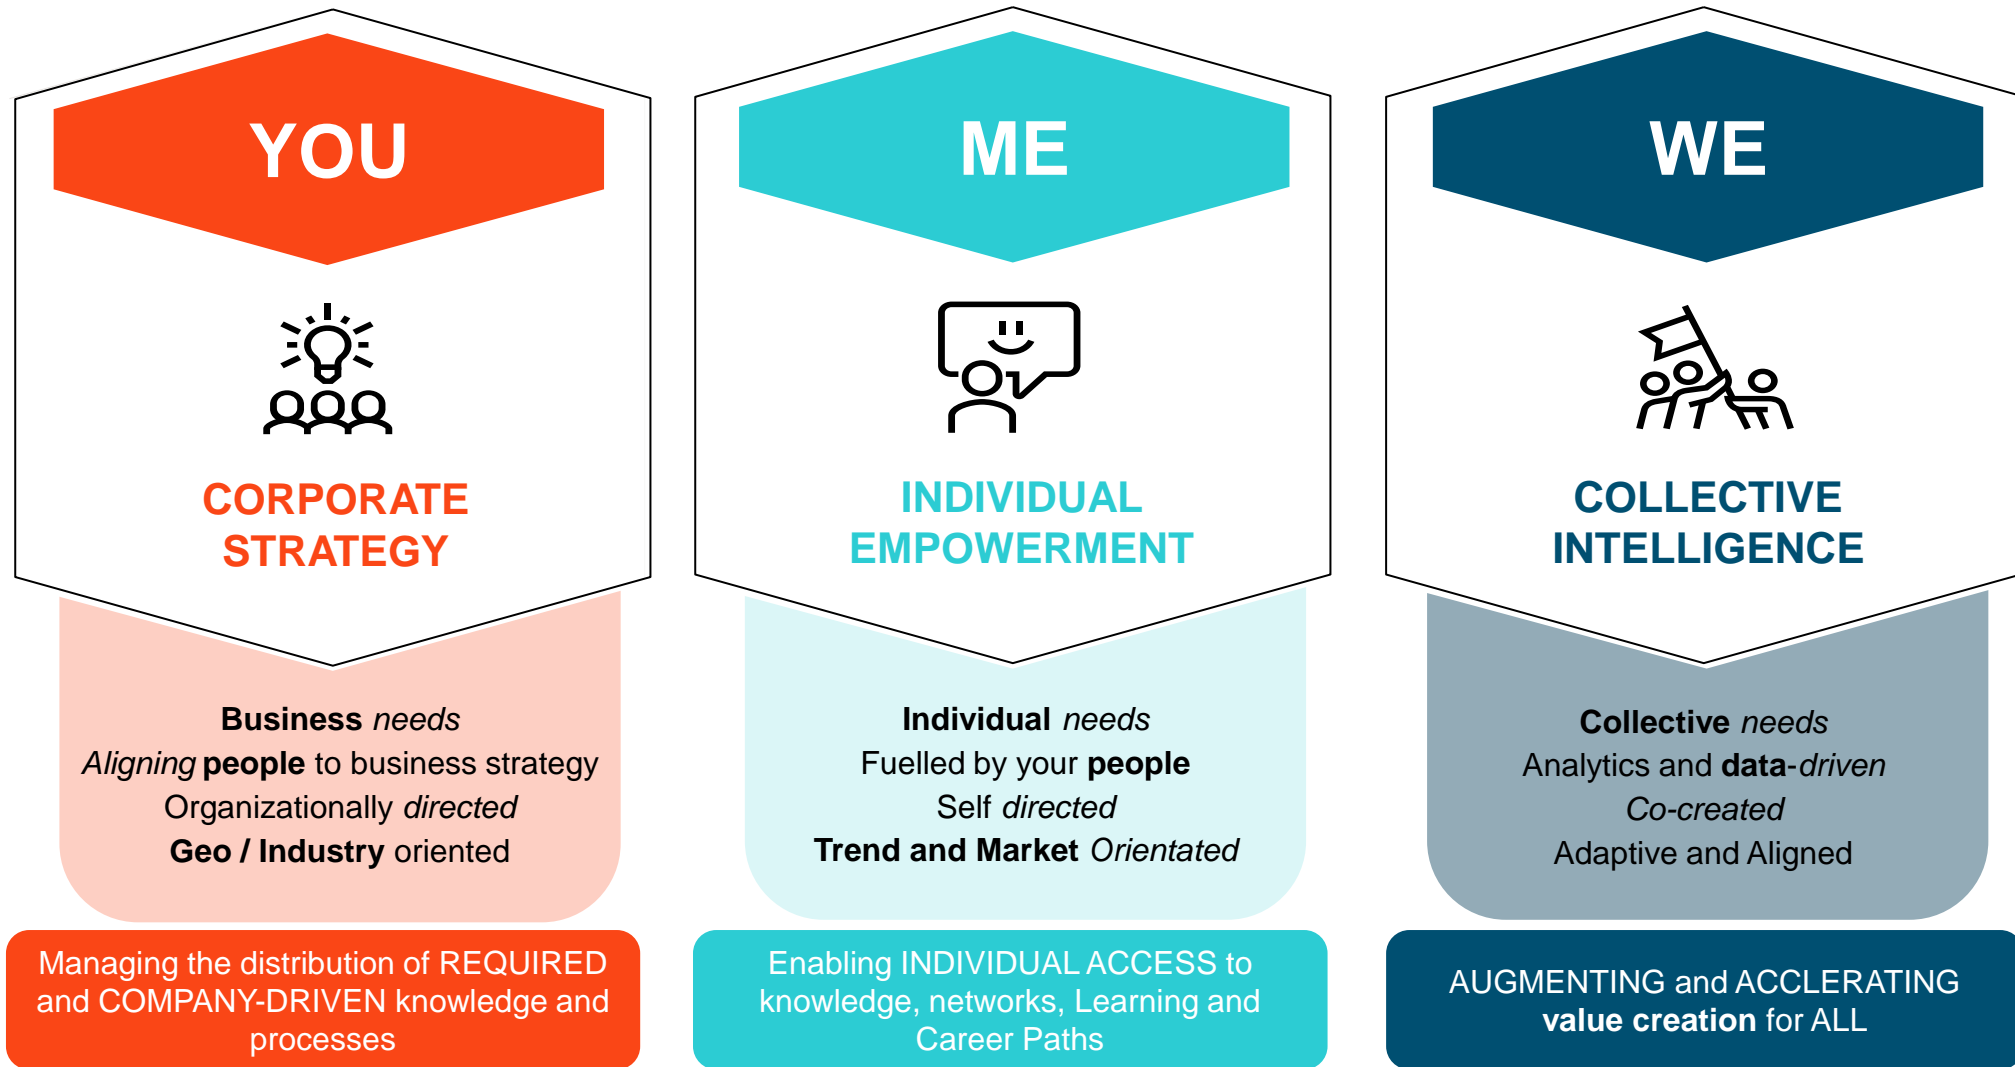 YOU
CORPORATE
STRATEGY
Business needs
Aligning people to business strategy
Organizationally directed
Geo / Industry oriented
Managing the distribution of REQUIRED
and COMPANY-DRIVEN knowledge and
processes
ME
INDIVIDUAL
EMPOWERMENT
Individual needs
Fuelled by your people
Self directed
Trend and Market Orientated
Enabling INDIVIDUAL ACCESS to
knowledge, networks, Learning and
Career Paths
WE
COLLECTIVE
INTELLIGENCE
Collective needs
Analytics and data-driven
Co-created
Adaptive and Aligned
AUGMENTING and ACCLERATING
value creation for ALL